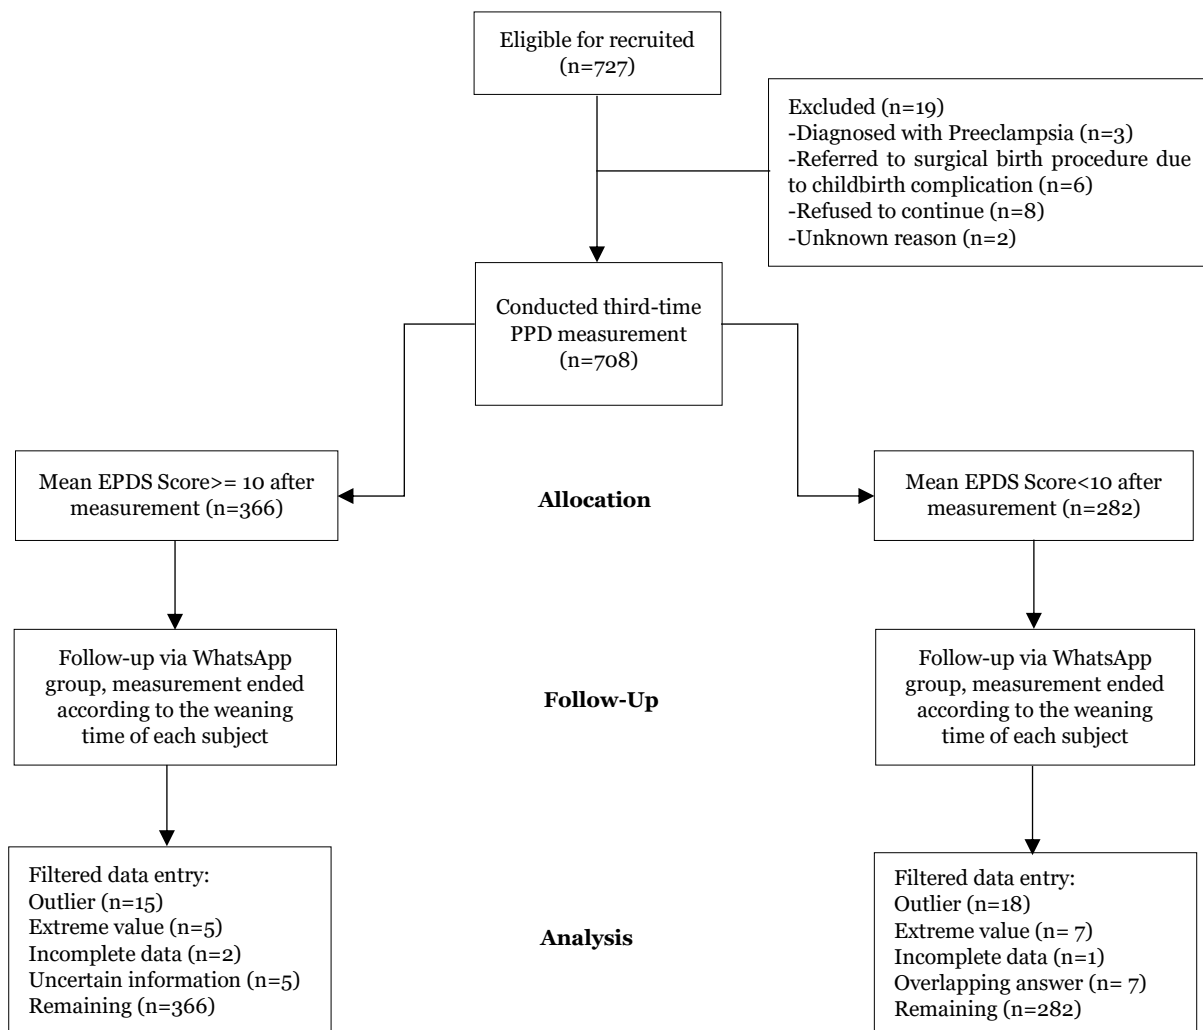 Eligible for recruited
(n=727)
Excluded (n=19)
-Diagnosed with Preeclampsia (n=3)
-Referred to surgical birth procedure due
to childbirth complication (n=6)
-Refused to continue (n=8)
-Unknown reason (n=2)
Conducted third-time
PPD measurement
(n=708)
Mean EPDS Score>= 10 after
measurement (n=366)
Allocation
Mean EPDS Score<10 after
measurement (n=282)
Follow-up via WhatsApp
group, measurement ended
according to the weaning
time of each subject
Follow-Up
Follow-up via WhatsApp
group, measurement ended
according to the weaning
time of each subject
Filtered data entry:
Outlier (n=15)
Extreme value (n=5)
Incomplete data (n=2)
Uncertain information (n=5)
Remaining (n=366)
Analysis
Filtered data entry:
Outlier (n=18)
Extreme value (n= 7)
Incomplete data (n=1)
Overlapping answer (n= 7)
Remaining (n=282)